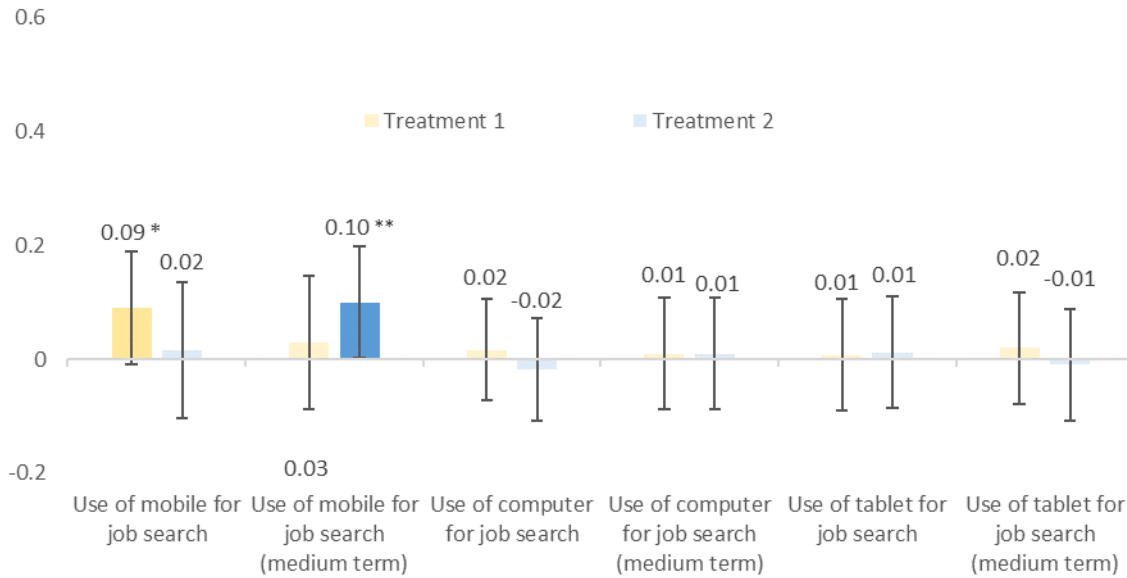 0.6
0.4
Treatment 1
Treatment 2
0.2
0.09 *
0.02
0.10 **
0.02
-0.02
0.01
0.01
0.01
0.01
0.02
-0.01
0
-0.2
0.03
Use of mobile for
job search
Use of mobile for
job search
(medium term)
Use of computer
for job search
Use of computer
for job search
(medium term)
Use of tablet for
job search
Use of tablet for
job search
(medium term)